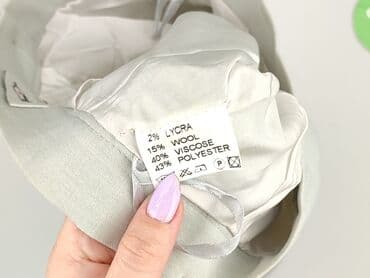 2% LYCRA
15% WOOL
40% VISCOSE
43% POLYESTER
P